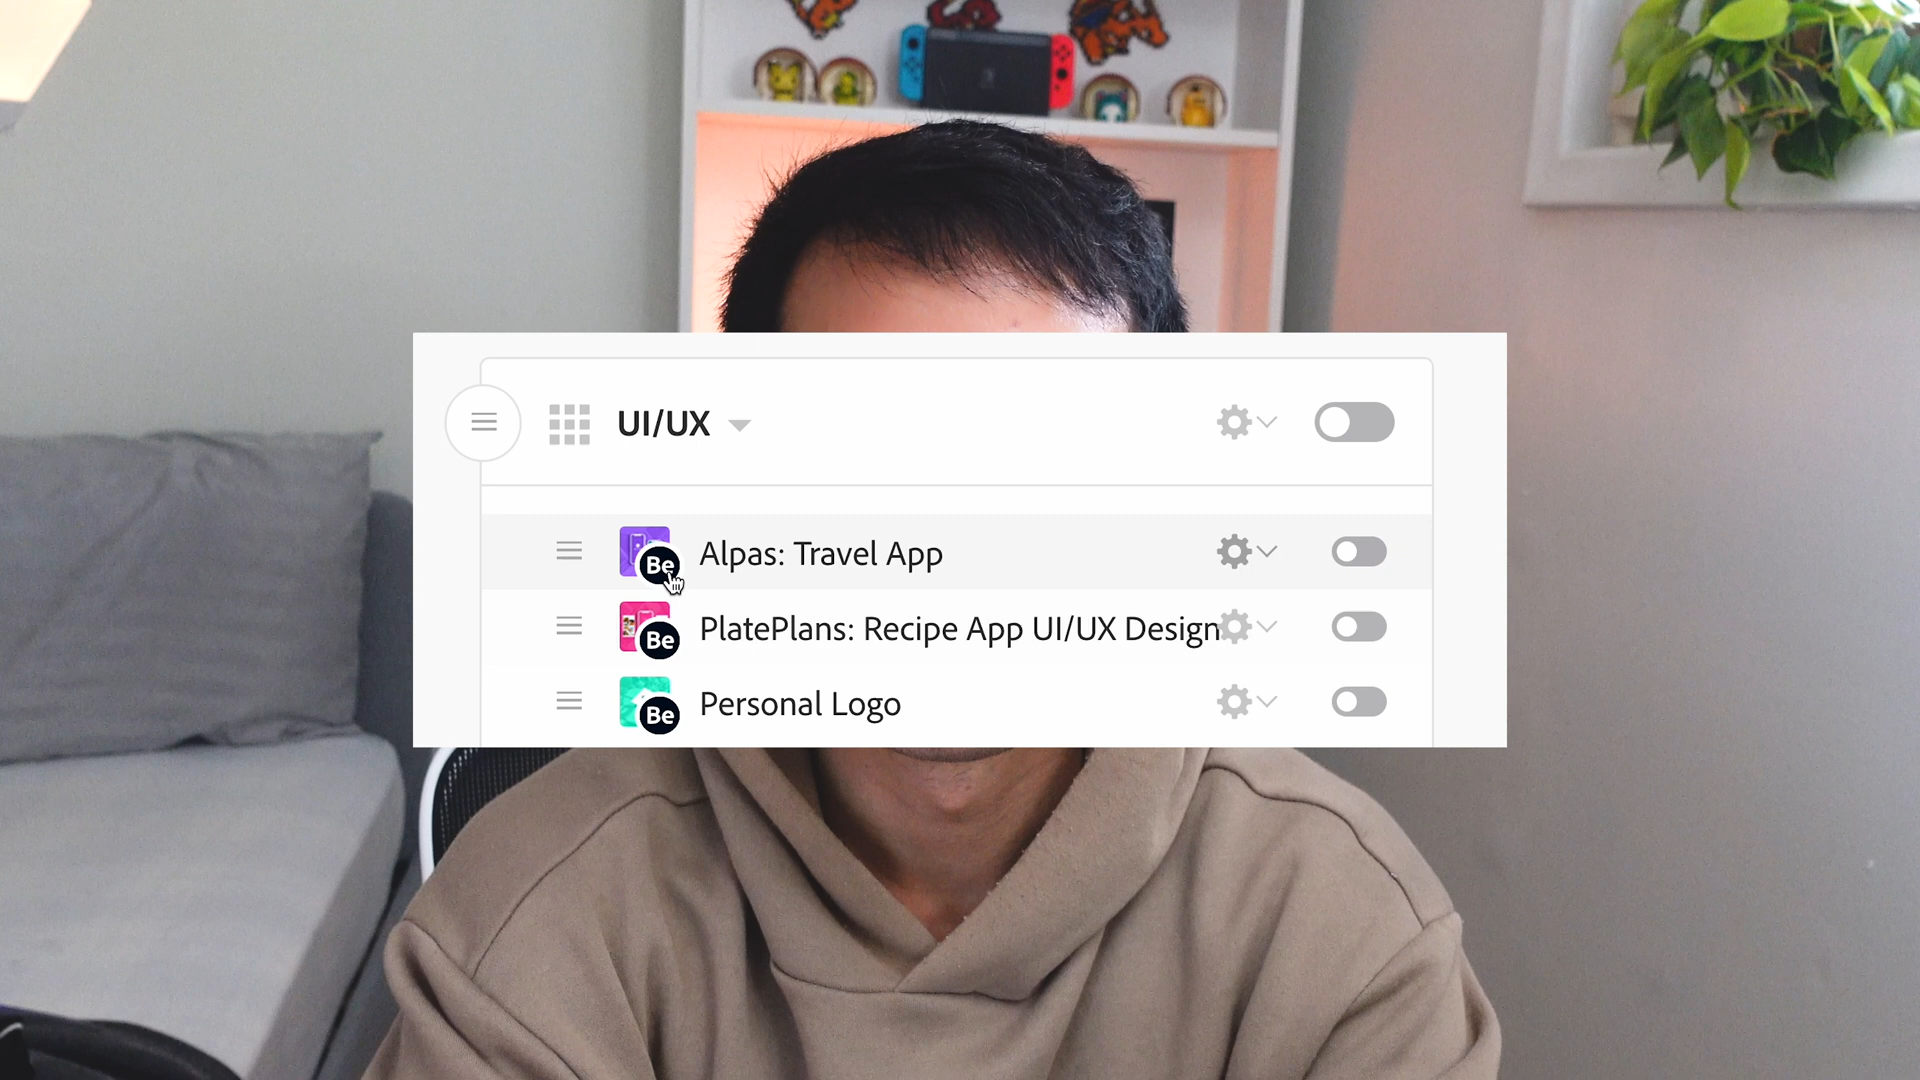 UI/UX
Be Alpas: Travel App
Be PlatePlans: Recipe App UI/UX Design
Be Personal Logo